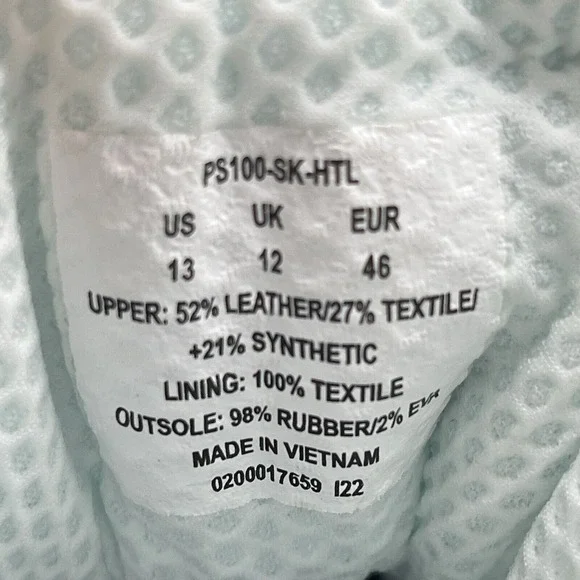 PS100-SK-HTL
US UK EUR
13 12 46
UPPER: 52% LEATHER/27% TEXTILE/
+21% SYNTHETIC
LINING: 100% TEXTILE
OUTSOLE: 98% RUBBER/2% EVA
MADE IN VIETNAM
0200017659 I22